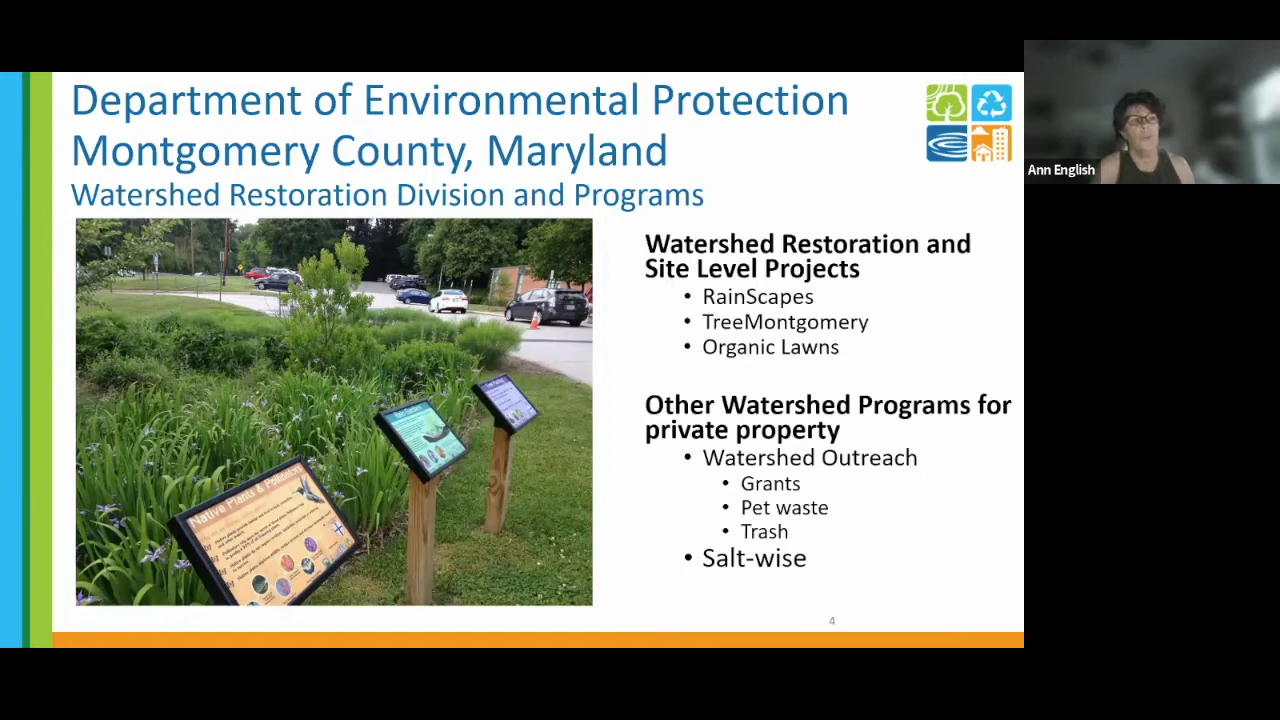 Department of Environmental Protection
Montgomery County, Maryland
Watershed Restoration Division and Programs
Ann English
Watershed Restoration and
Site Level Projects
• RainScapes
• TreeMontgomery
• Organic Lawns
Other Watershed Programs for
private property
• Watershed Outreach
• Grants
• Pet waste
• Trash
• Salt-wise
Native Plants & Pollinators
4